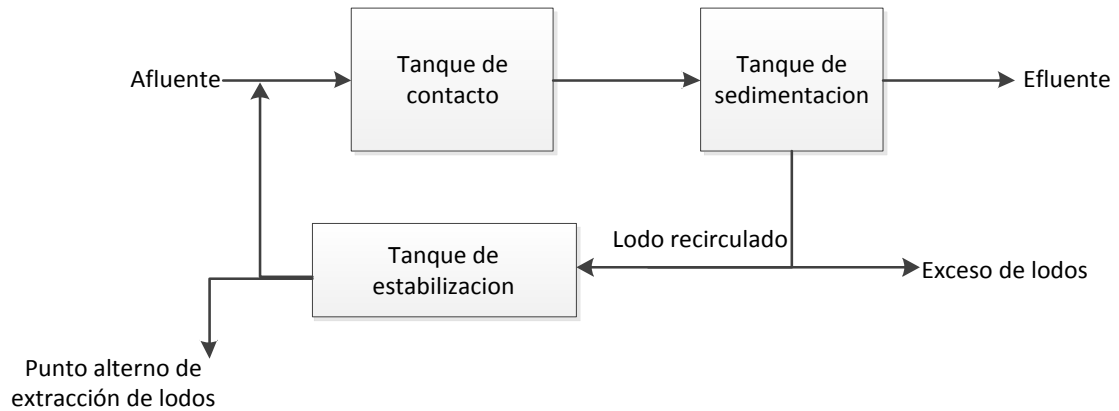 Afluente
Tanque de
contacto
Tanque de
sedimentacion
Efluente
Lodo recirculado
Tanque de
estabilizacion
Exceso de lodos
Punto alterno de
extracción de lodos